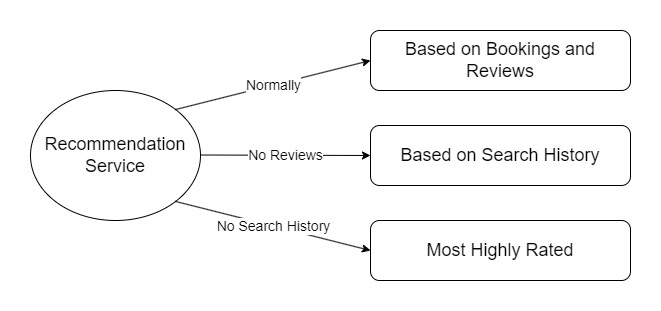 Recommendation
Service
Normally
Based on Bookings and
Reviews
No Reviews
Based on Search History
No Search History
Most Highly Rated